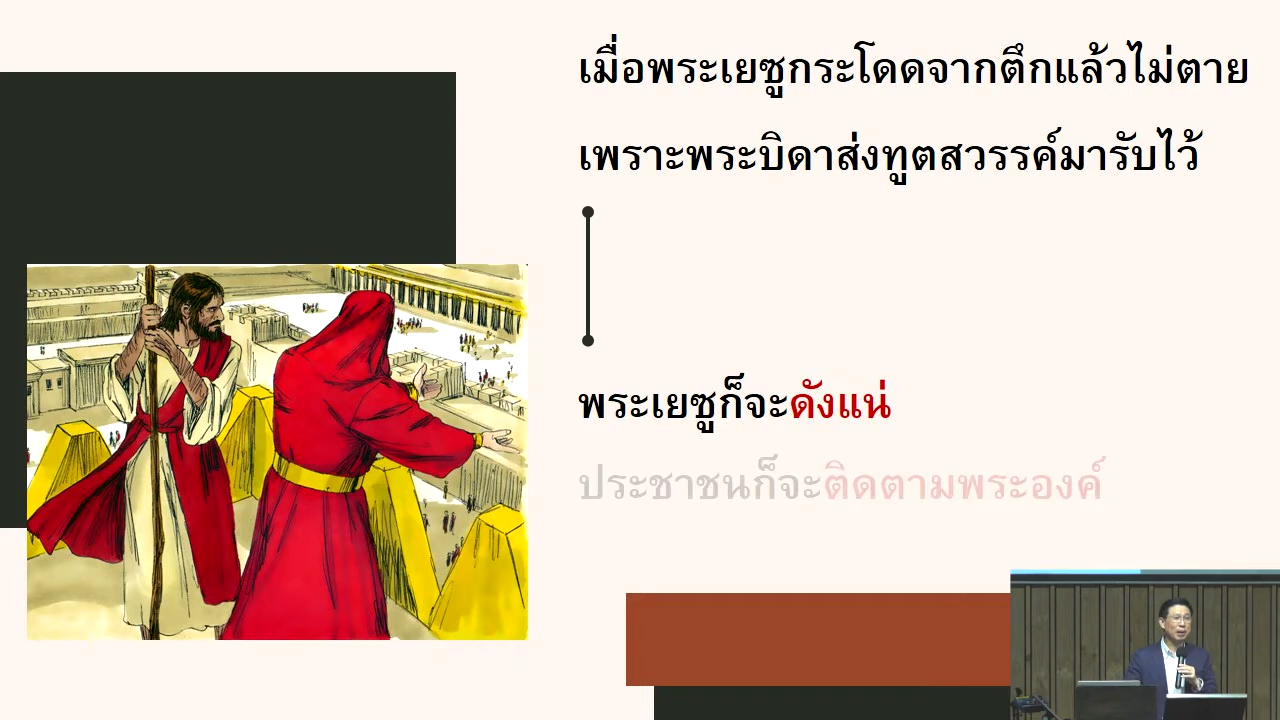 เมื่อพระเยซูกระโดดจากตึกแล้วไม่ตาย
เพราะพระบิดาส่งทูตสวรรค์มารับไว้
พระเยซูก็จะดังแน่
ประชาชนก็จะติดตามพระองค์